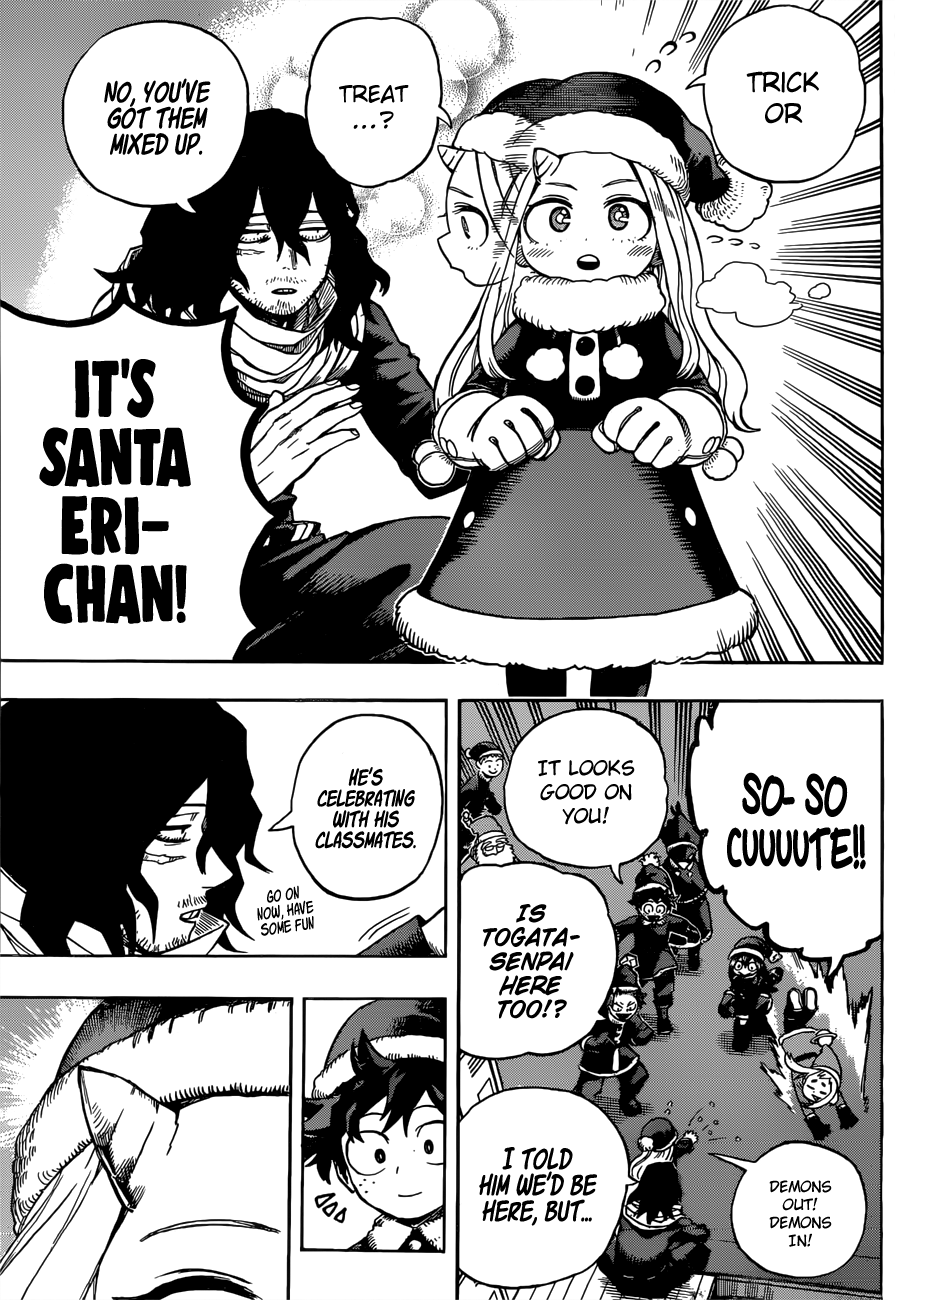 TRICK
OR
TREAT
...?
NO, YOU'VE
GOT THEM
MIXED UP.
IT'S
SANTA
ERI-
CHAN!
SO- SO
CUUUUTE!!
IT LOOKS
GOOD ON
YOU!
IS
TOGATA-
SENPAI
HERE
TOO!?
DEMONS
OUT!
DEMONS
IN!
I TOLD
HIM WE'D BE
HERE, BUT...
HE'S
CELEBRATING
WITH HIS
CLASSMATES.
GO ON
NOW, HAVE
SOME FUN